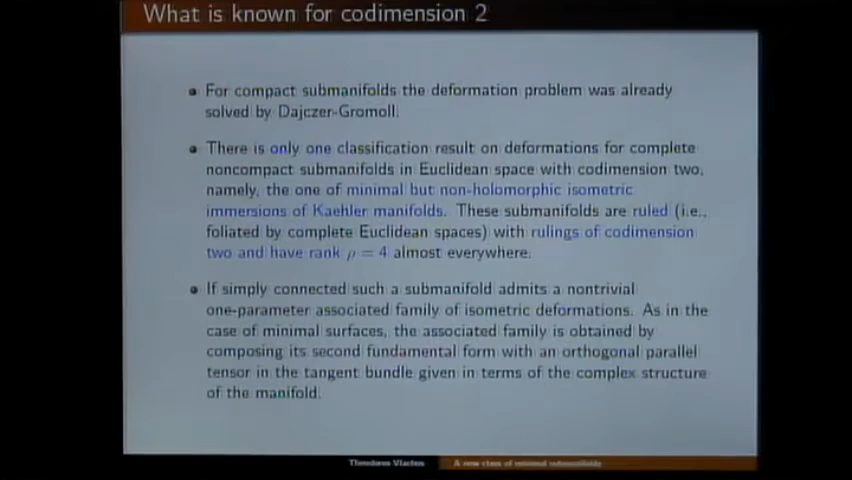 What is known for codimension 2
For compact submanifolds the deformation problem was already
solved by Dajczer-Gromoll.
There is only one classification result on deformations for complete
noncompact submanifolds in Euclidean space with codimension two,
namely, the one of minimal but non-holomorphic isometric
immersions of Kaehler manifolds. These submanifolds are ruled (i.e.,
foliated by complete Euclidean spaces) with rulings of codimension
two and have rank ρ = 4 almost everywhere.
If simply connected such a submanifold admits a nontrivial
one-parameter associated family of isometric deformations. As in the
case of minimal surfaces, the associated family is obtained by
composing its second fundamental form with an orthogonal parallel
tensor in the tangent bundle given in terms of the complex structure
of the manifold.
Theodoros Vlachos A new class of minimal submanifolds